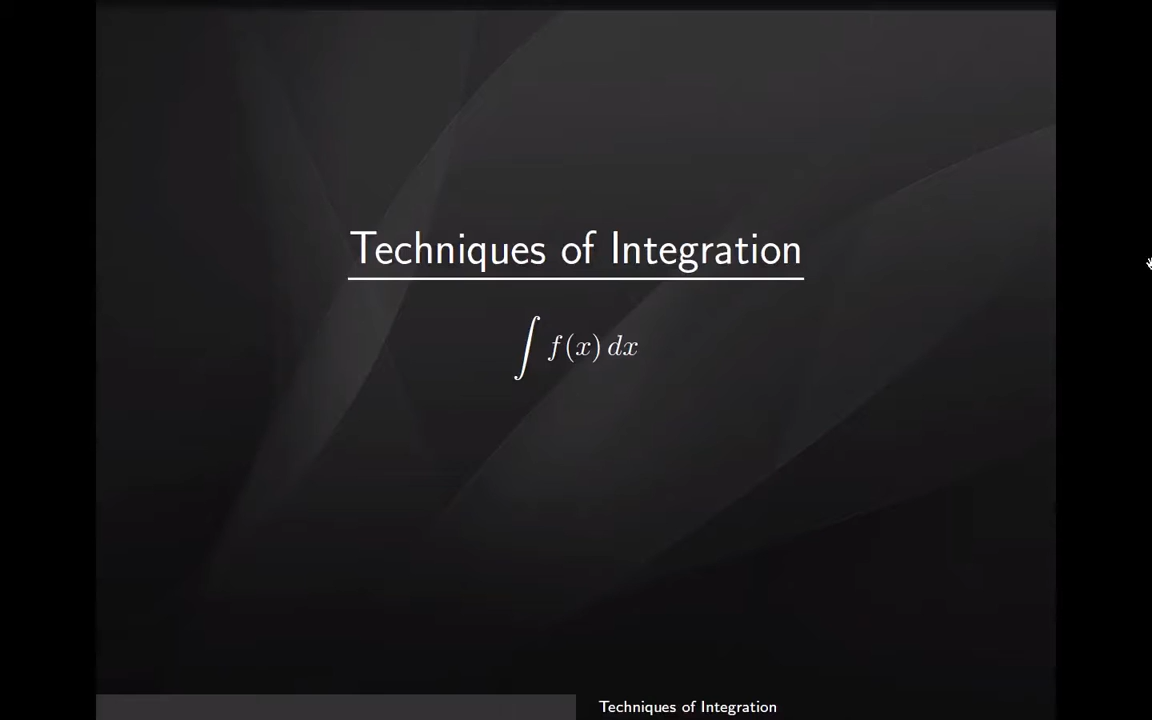 Techniques of Integration
∫ f(x) dx
Techniques of Integration